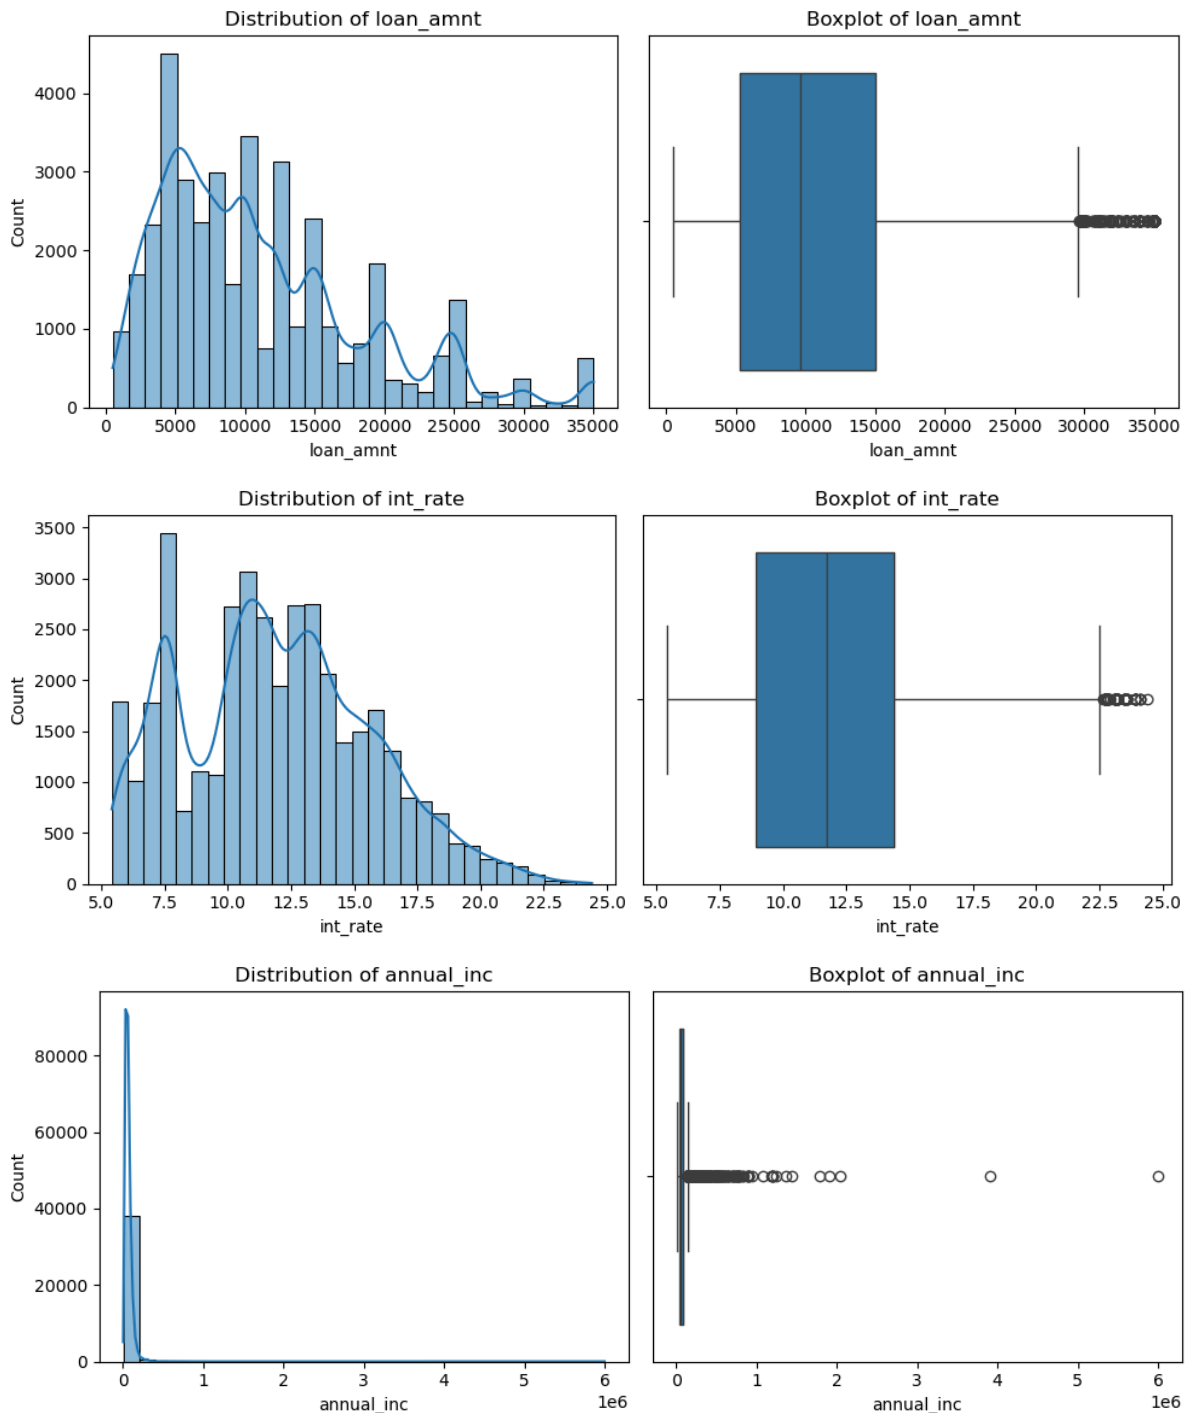 Distribution of loan_amnt
Boxplot of loan_amnt
Count
4000
3000
2000
1000
0
0 5000 10000 15000 20000 25000 30000 35000
loan_amnt
0 5000 10000 15000 20000 25000 30000 35000
loan_amnt
Distribution of int_rate
Boxplot of int_rate
Count
3500
3000
2500
2000
1500
1000
500
0
5.0 7.5 10.0 12.5 15.0 17.5 20.0 22.5 25.0
int_rate
5.0 7.5 10.0 12.5 15.0 17.5 20.0 22.5 25.0
int_rate
Distribution of annual_inc
Boxplot of annual_inc
Count
80000
60000
40000
20000
0
0 1 2 3 4 5 6
1e6
annual_inc
0 1 2 3 4 5 6
1e6
annual_inc